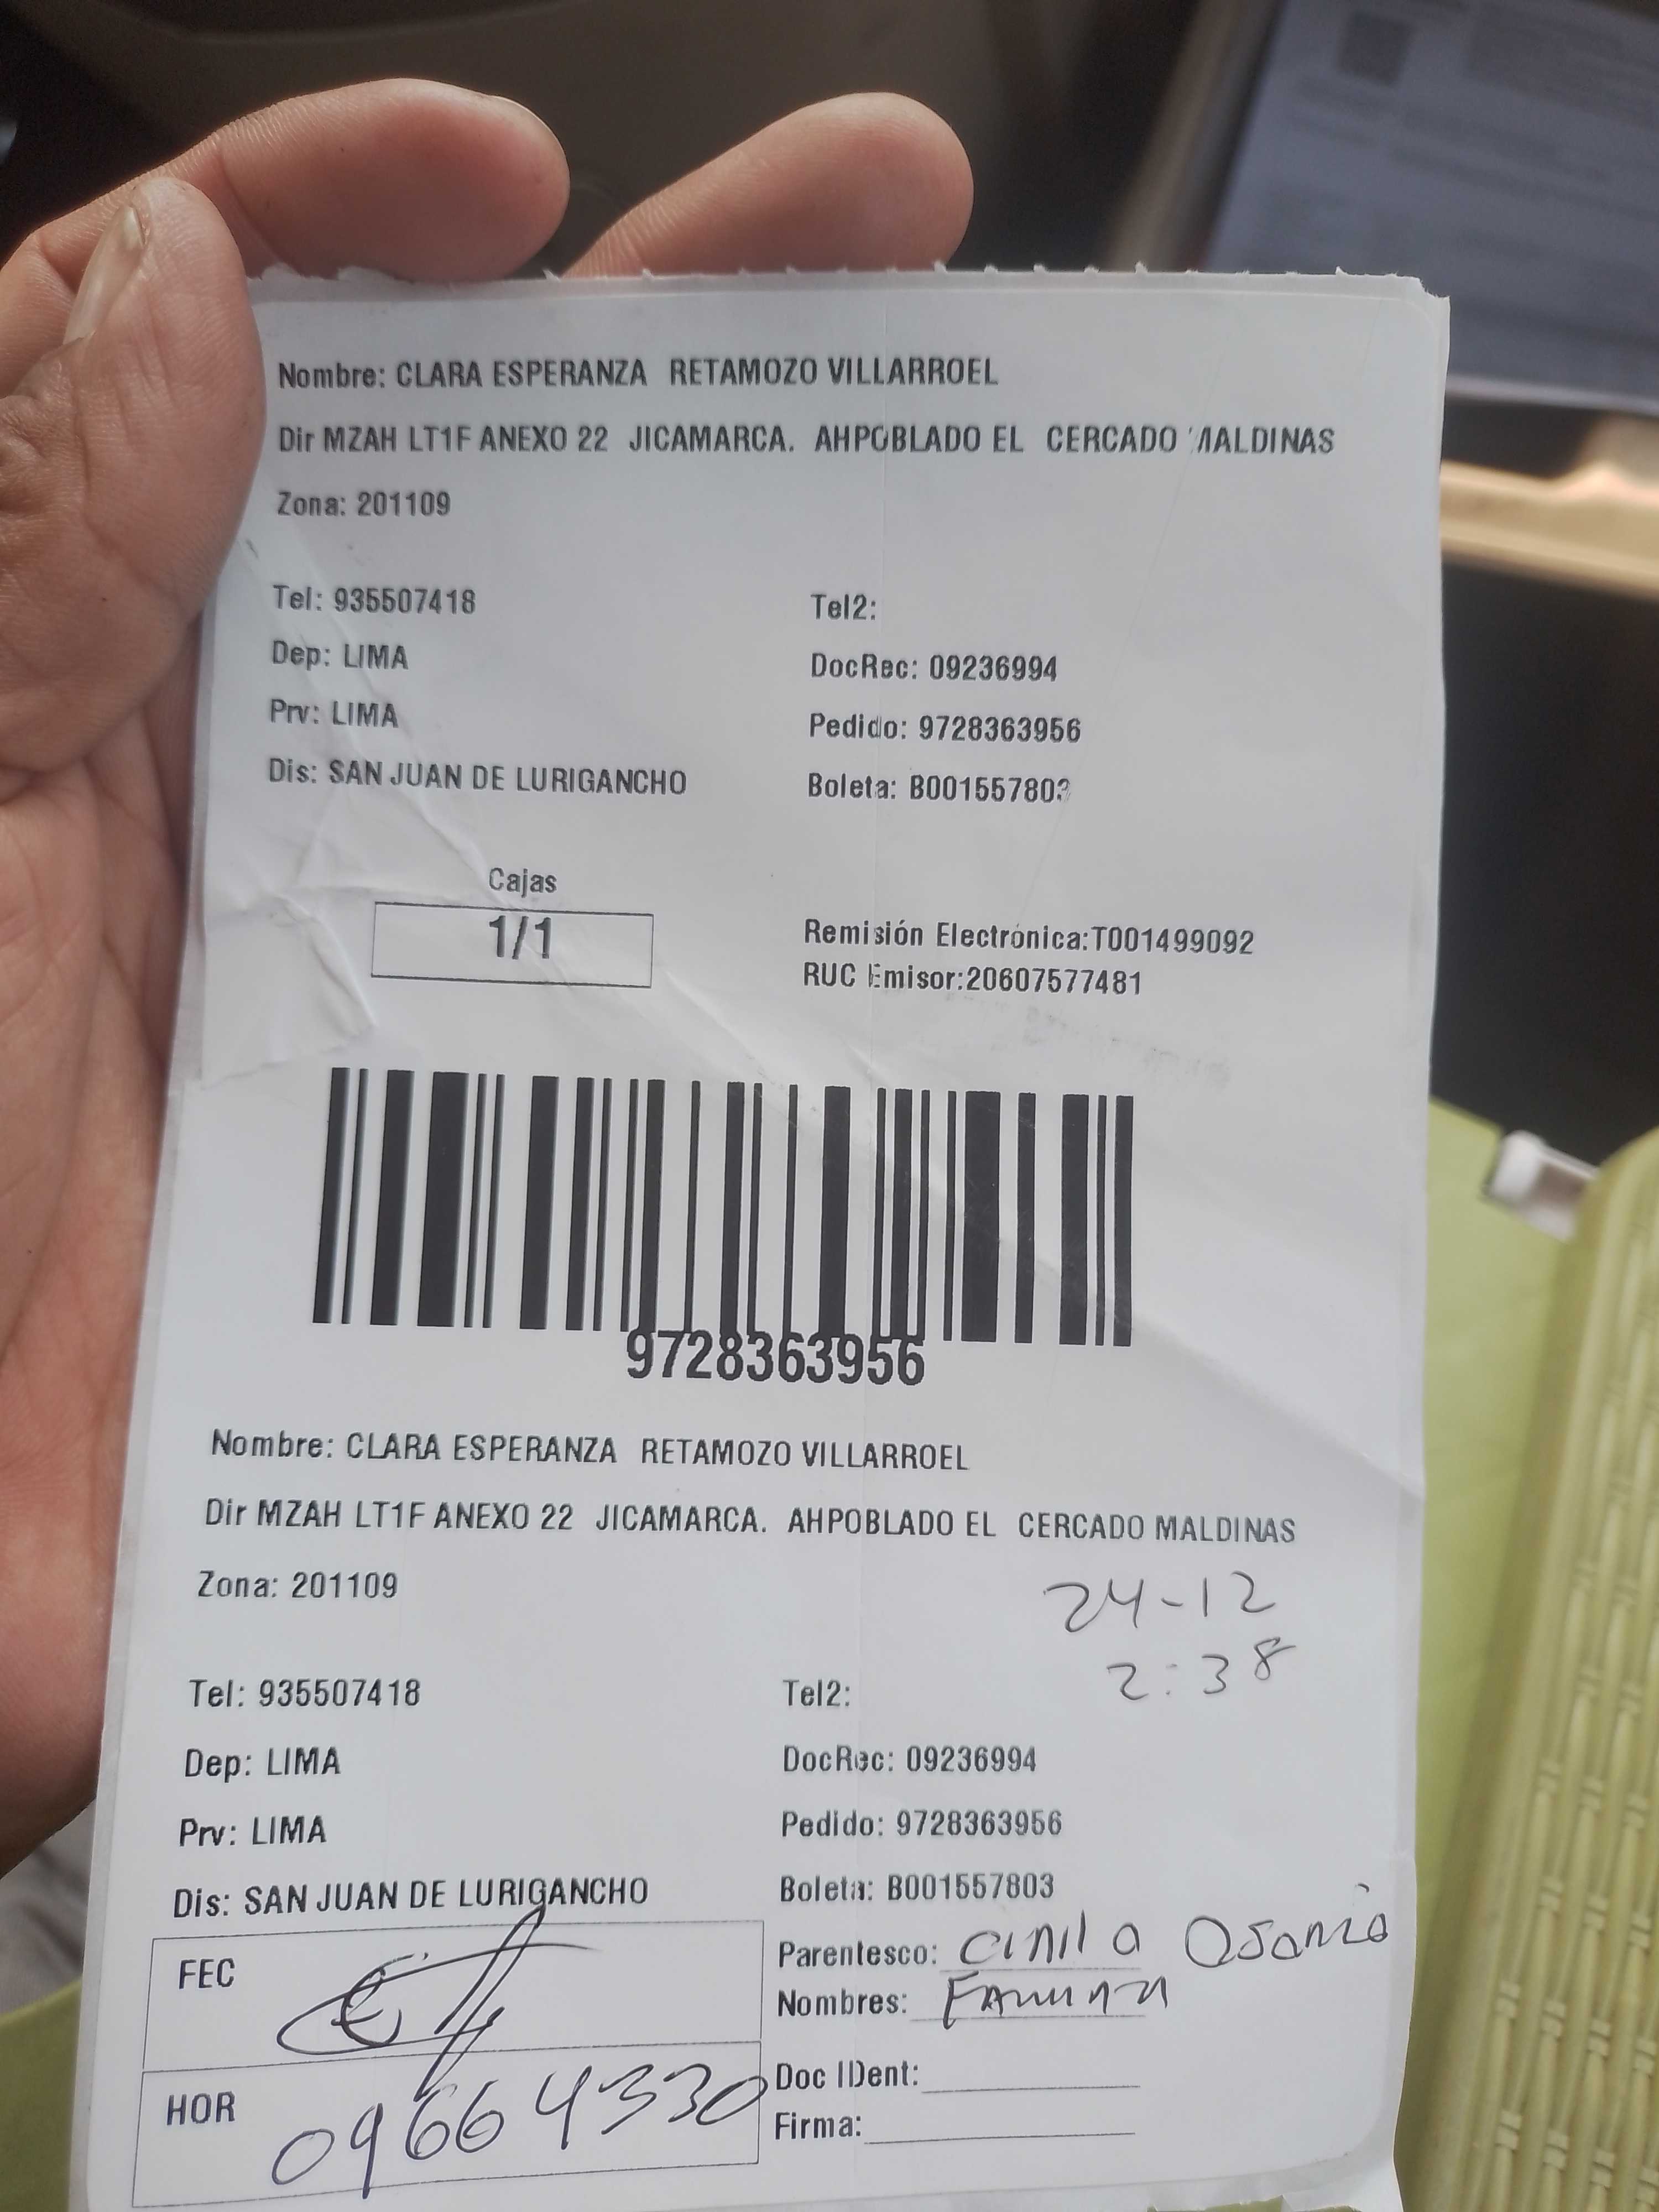 Nombre: CLARA ESPERANZA RETAMOZO VILLARROEL
Dir MZAH LT1F ANEXO 22 JICAMARCA. AHPOBLADO EL CERCADO MALDINAS
Zona: 201109
Tel: 935507418 Tel2:
Dep: LIMA DocRec: 09236994
Prv: LIMA Pedido: 9728363956
Dis: SAN JUAN DE LURIGANCHO Boleta: B001557803
Cajas
1/1
Remisión Electrónica:T001499092
RUC Emisor:20607577481
9728363956
Nombre: CLARA ESPERANZA RETAMOZO VILLARROEL
Dir MZAH LT1F ANEXO 22 JICAMARCA. AHPOBLADO EL CERCADO MALDINAS
Zona: 201109
24-12
2:38
Tel: 935507418 Tel2:
Dep: LIMA DocRec: 09236994
Prv: LIMA Pedido: 9728363956
Dis: SAN JUAN DE LURIGANCHO Boleta: B001557803
FEC
Parentesco:
Nombres:
HOR 09664330
Doc IDent:
Firma: